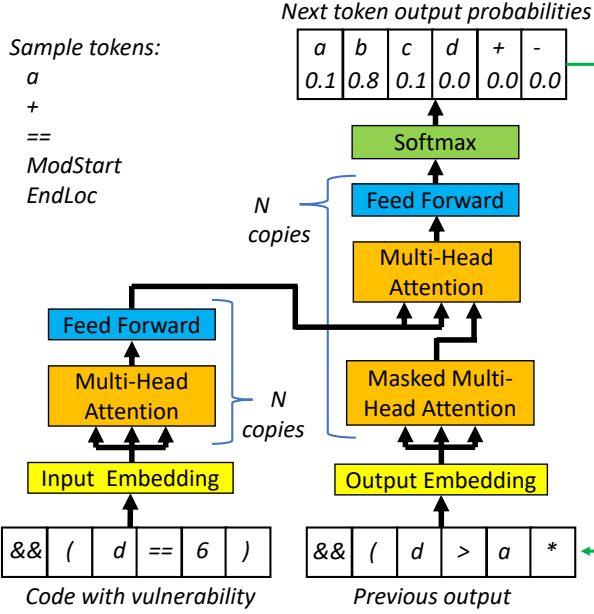 Next token output probabilities
Sample tokens:
a
+
==
ModStart
EndLoc
a b c d + -
0.1 0.8 0.1 0.0 0.0 0.0
Softmax
Feed Forward
N
copies
Multi-Head
Attention
Feed Forward
Multi-Head
Attention
N
copies
Masked Multi-
Head Attention
Input Embedding
Output Embedding
&& ( d == 6 )
&& ( d > a *
Code with vulnerability
Previous output